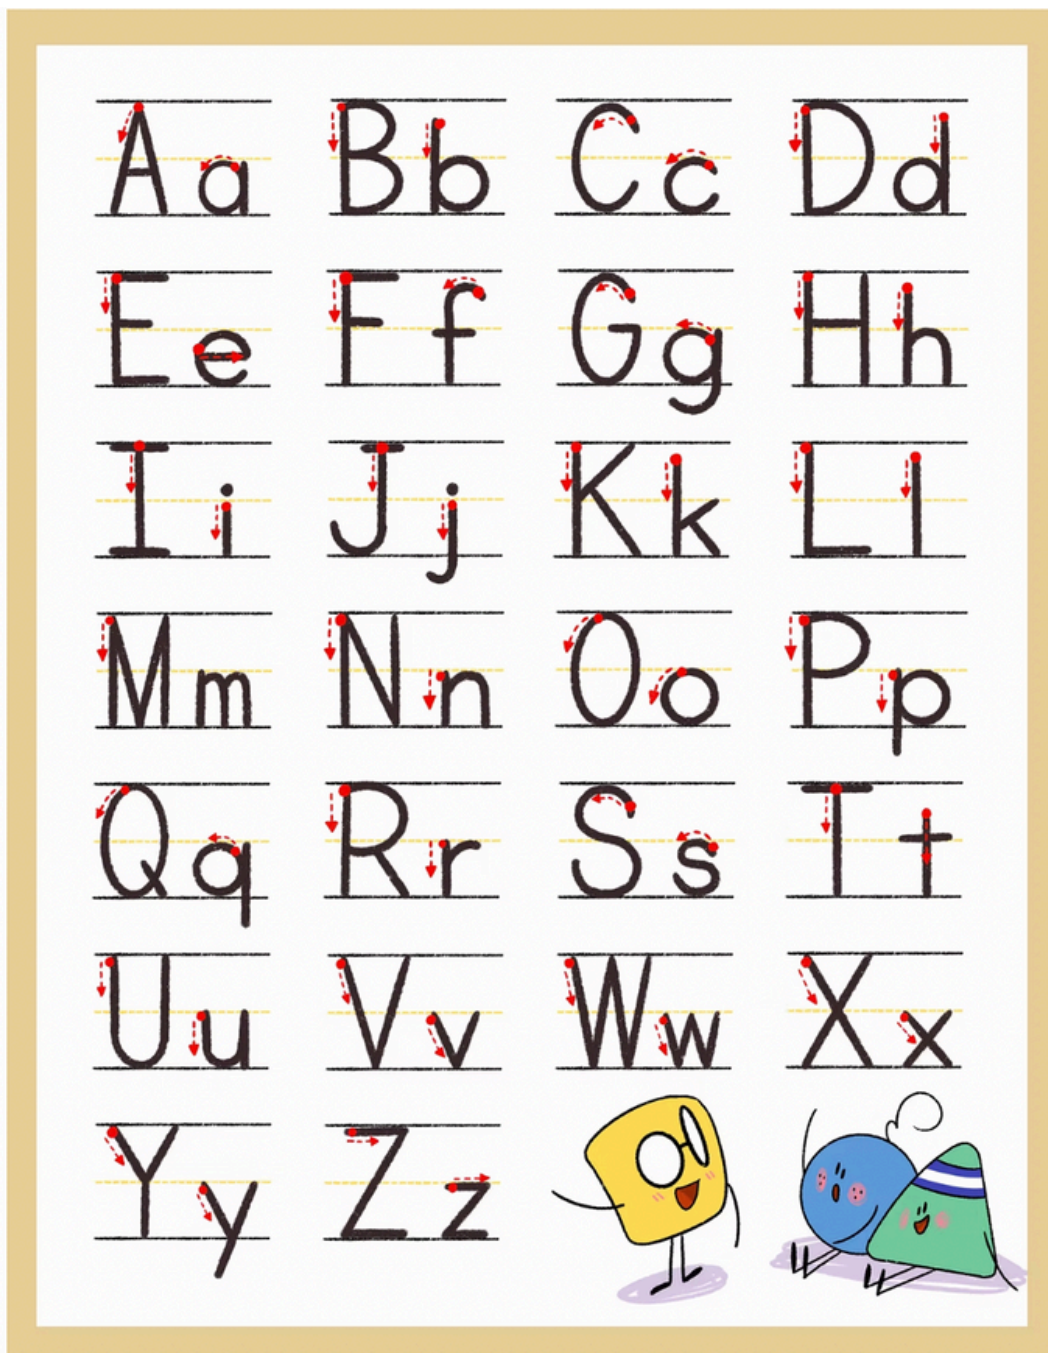 Aa Bb Cc Dd
Ee Ff Gg Hh
Ii Jj Kk Ll
Mm Nn Oo Pp
Qq Rr Ss Tt
Uu Vv Ww Xx
Yy Zz